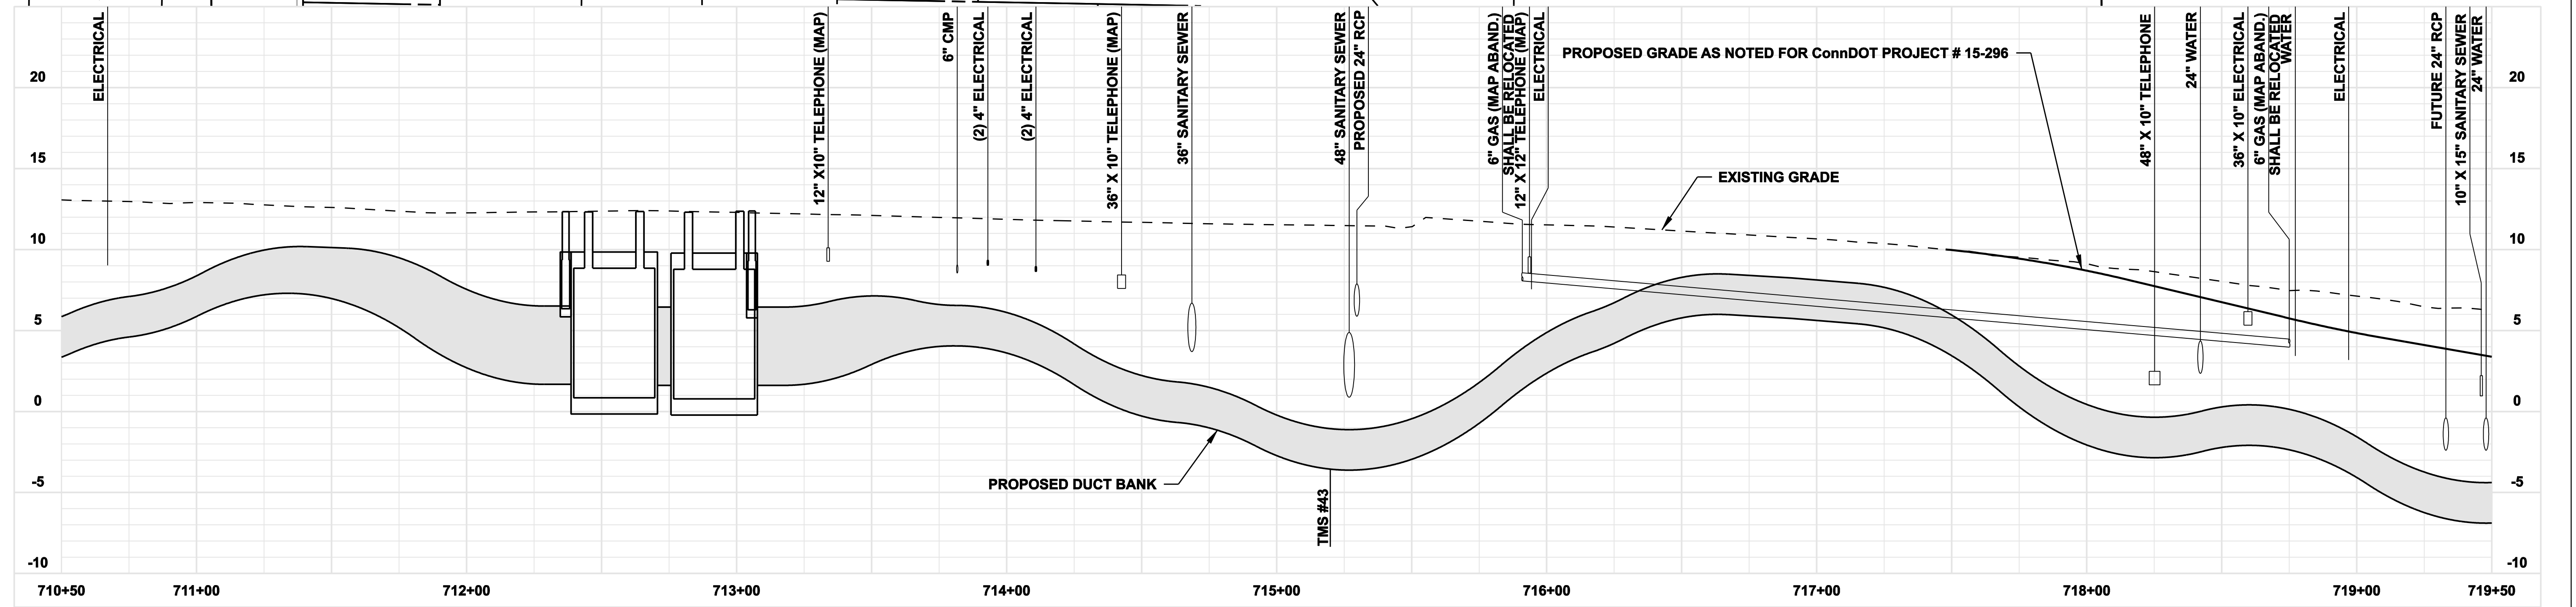 ELECTRICAL
12" X10" TELEPHONE (MAP)
6" CMP
(2) 4" ELECTRICAL
(2) 4" ELECTRICAL
36" X 10" TELEPHONE (MAP)
36" SANITARY SEWER
48" SANITARY SEWER
PROPOSED 24" RCP
6" GAS (MAP ABAND.)
SHALL BE RELOCATED
12" X 12" TELEPHONE (MAP)
ELECTRICAL
PROPOSED GRADE AS NOTED FOR ConnDOT PROJECT # 15-296
48" X 10" TELEPHONE
24" WATER
36" X 10" ELECTRICAL
6" GAS (MAP ABAND.)
SHALL BE RELOCATED
WATER
ELECTRICAL
FUTURE 24" RCP
10" X 15" SANITARY SEWER
24" WATER
20
20
15
15
EXISTING GRADE
10
10
5
5
0
0
PROPOSED DUCT BANK
-5
-5
TMS #43
-10
-10
710+50
711+00
712+00
713+00
714+00
715+00
716+00
717+00
718+00
719+00
719+50